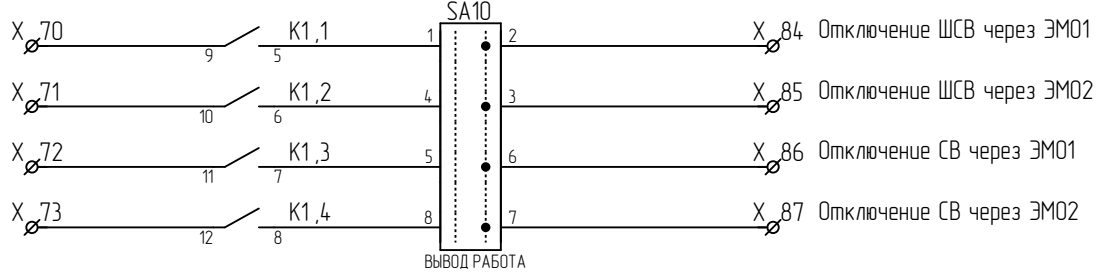 SA10
X 70 9 5 K1,1 1 2 X 84 Отключение ШСВ через ЭМО1
X 71 10 6 K1,2 4 3 X 85 Отключение ШСВ через ЭМО2
X 72 11 7 K1,3 5 6 X 86 Отключение СВ через ЭМО1
X 73 12 8 K1,4 8 7 X 87 Отключение СВ через ЭМО2
ВЫВОД РАБОТА